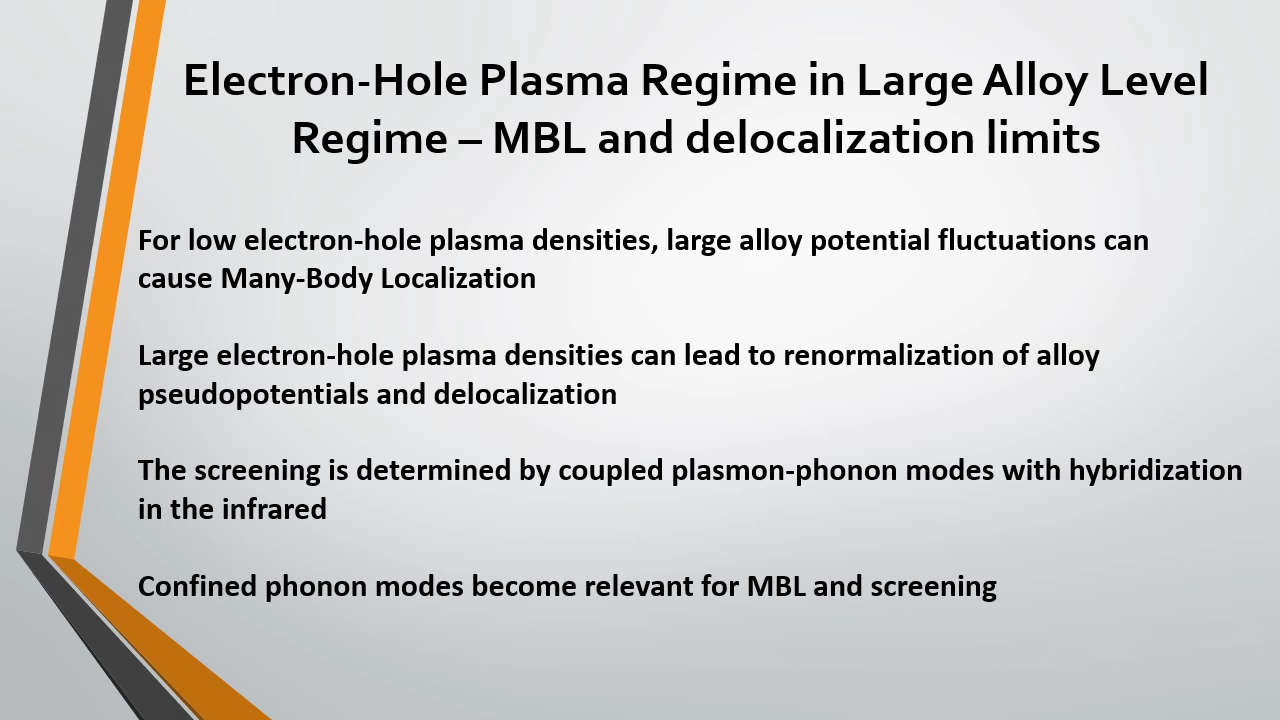 Electron-Hole Plasma Regime in Large Alloy Level
Regime – MBL and delocalization limits
For low electron-hole plasma densities, large alloy potential fluctuations can
cause Many-Body Localization
Large electron-hole plasma densities can lead to renormalization of alloy
pseudopotentials and delocalization
The screening is determined by coupled plasmon-phonon modes with hybridization
in the infrared
Confined phonon modes become relevant for MBL and screening